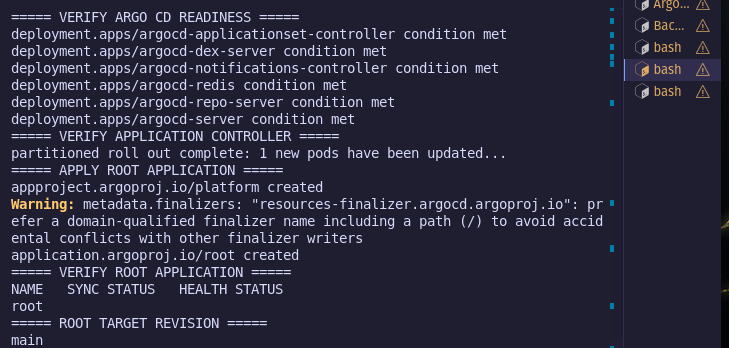 ===== VERIFY ARGO CD READINESS =====
deployment.apps/argocd-applicationset-controller condition met
deployment.apps/argocd-dex-server condition met
deployment.apps/argocd-notifications-controller condition met
deployment.apps/argocd-redis condition met
deployment.apps/argocd-repo-server condition met
deployment.apps/argocd-server condition met
===== VERIFY APPLICATION CONTROLLER =====
partitioned roll out complete: 1 new pods have been updated...
===== APPLY ROOT APPLICATION =====
appproject.argoproj.io/platform created
Warning: metadata.finalizers: "resources-finalizer.argocd.argoproj.io": pr
efer a domain-qualified finalizer name including a path (/) to avoid accid
ental conflicts with other finalizer writers
application.argoproj.io/root created
===== VERIFY ROOT APPLICATION =====
NAME   SYNC STATUS   HEALTH STATUS
root
===== ROOT TARGET REVISION =====
main
Argo...
Bac...
bash
bash
bash